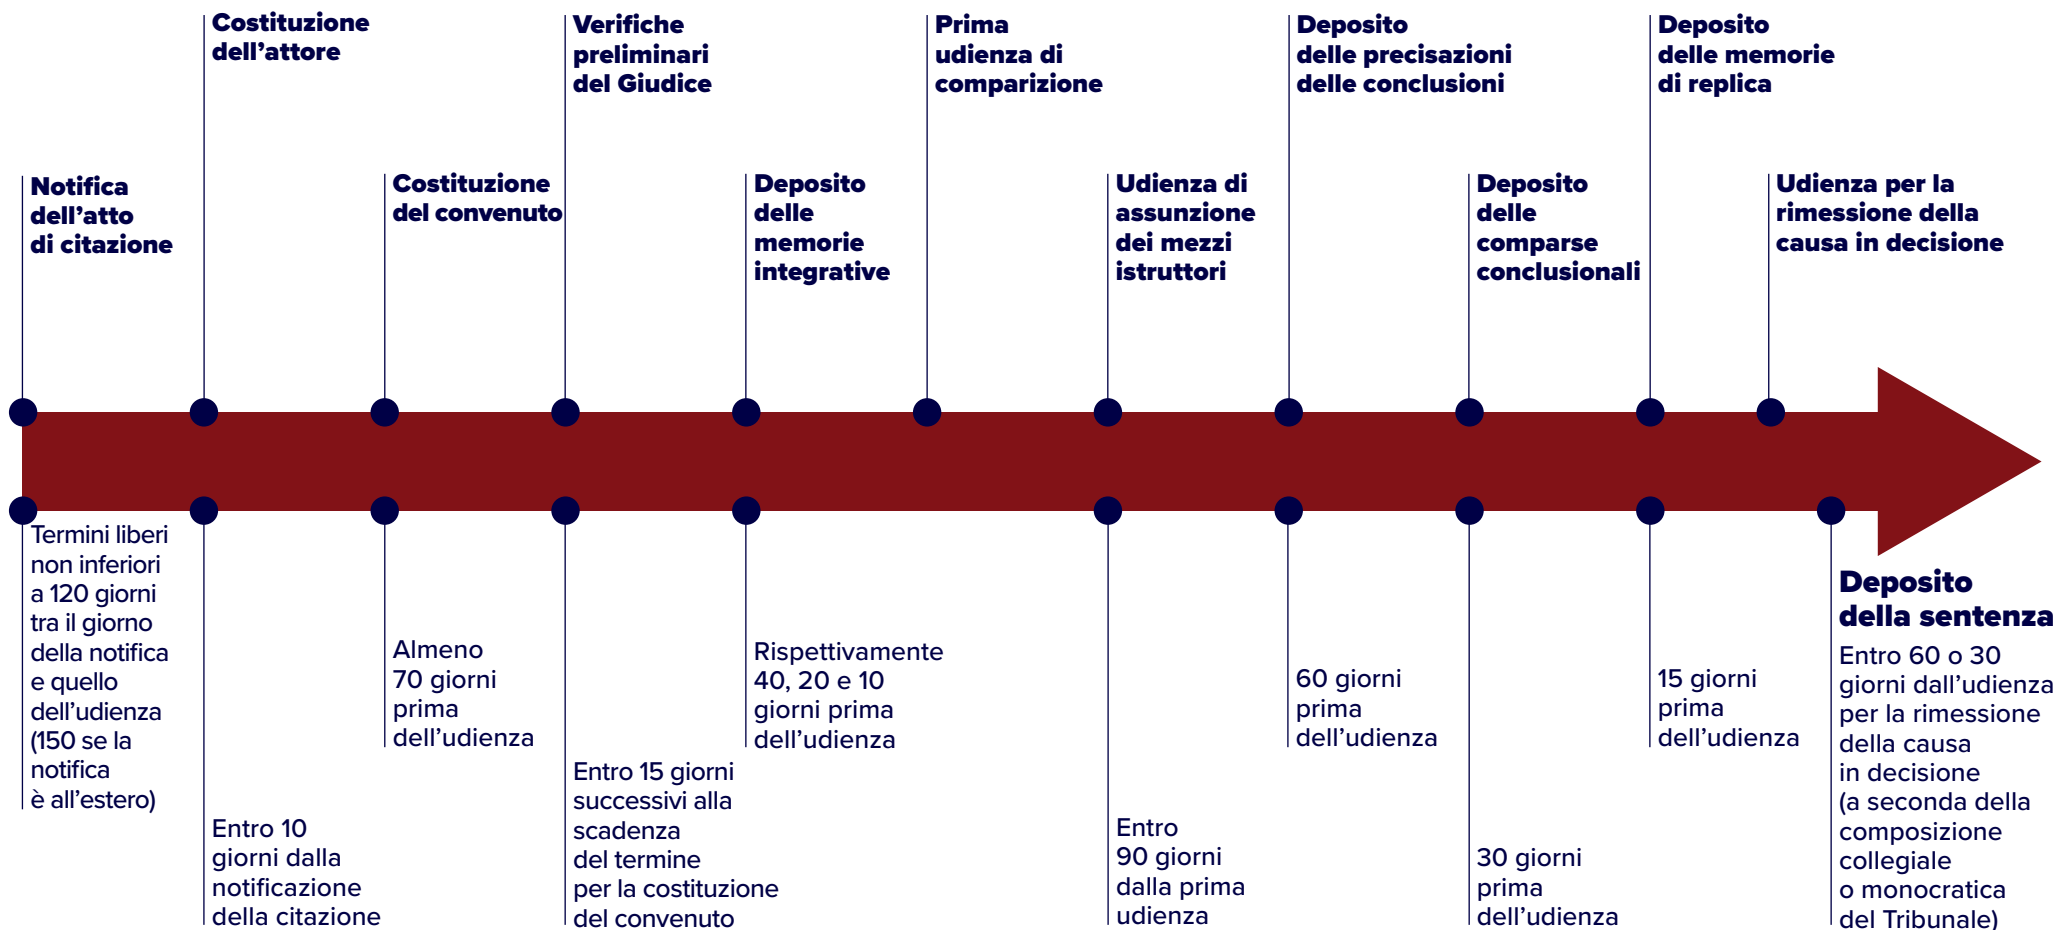 Costituzione
dell’attore
Verifiche
preliminari
del Giudice
Prima
udienza di
comparizione
Deposito
delle precisazioni
delle conclusioni
Deposito
delle memorie
di replica
Notifica
dell’atto
di citazione
Costituzione
del convenuto
Deposito
delle
memorie
integrative
Udienza di
assunzione
dei mezzi
istruttori
Deposito
delle
comparse
conclusionali
Udienza per la
rimessione della
causa in decisione
Termini liberi
non inferiori
a 120 giorni
tra il giorno
della notifica
e quello
dell’udienza
(150 se la
notifica
è all’estero)
Entro 10
giorni dalla
notificazione
della citazione
Almeno
70 giorni
prima
dell’udienza
Entro 15 giorni
successivi alla
scadenza
del termine
per la costituzione
del convenuto
Rispettivamente
40, 20 e 10
giorni prima
dell’udienza
Entro
90 giorni
dalla prima
udienza
60 giorni
prima
dell’udienza
30 giorni
prima
dell’udienza
15 giorni
prima
dell’udienza
Deposito
della sentenza
Entro 60 o 30
giorni dall’udienza
per la rimessione
della causa
in decisione
(a seconda della
composizione
collegiale
o monocratica
del Tribunale)